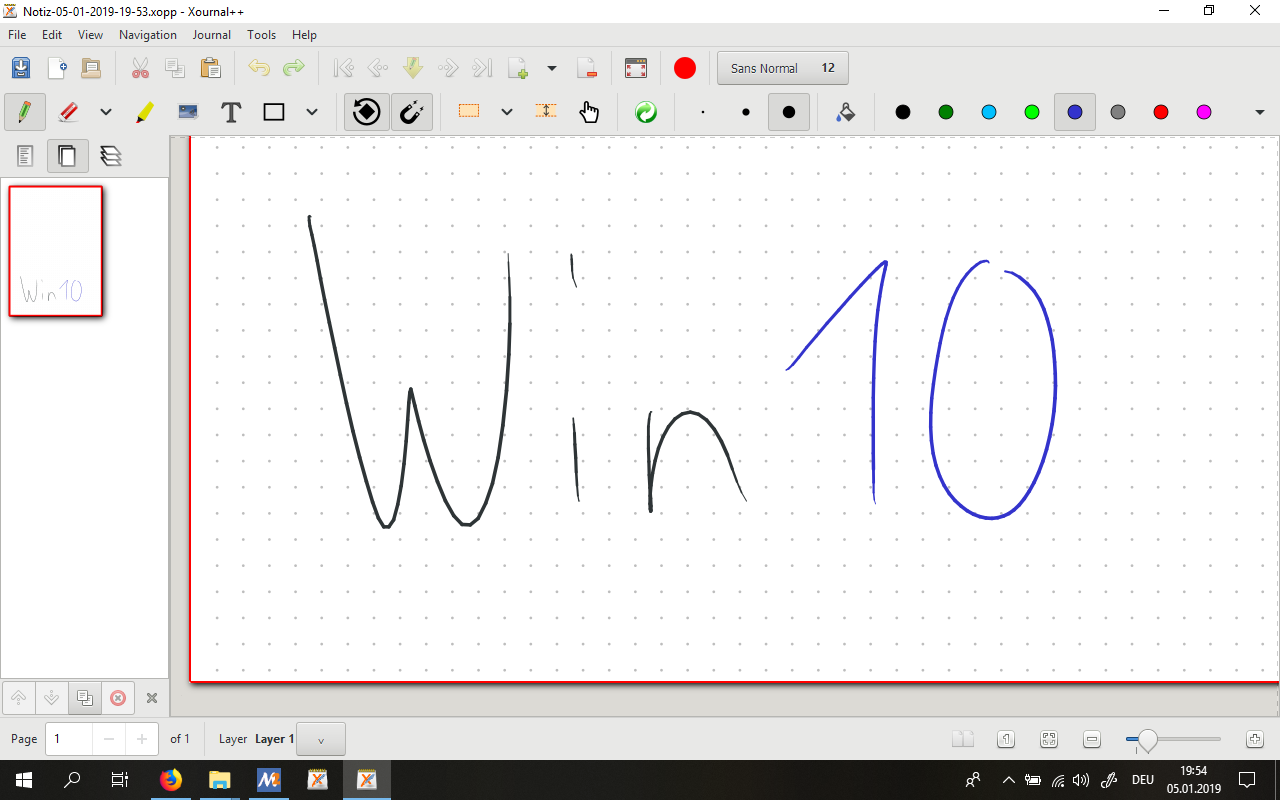 Notiz-05-01-2019-19-53.xopp - Xournal++
File Edit View Navigation Journal Tools Help
Sans Normal 12
T
Win 10
Win10
Page 1 of 1 Layer Layer 1 v 1
DEU 19:54
05.01.2019